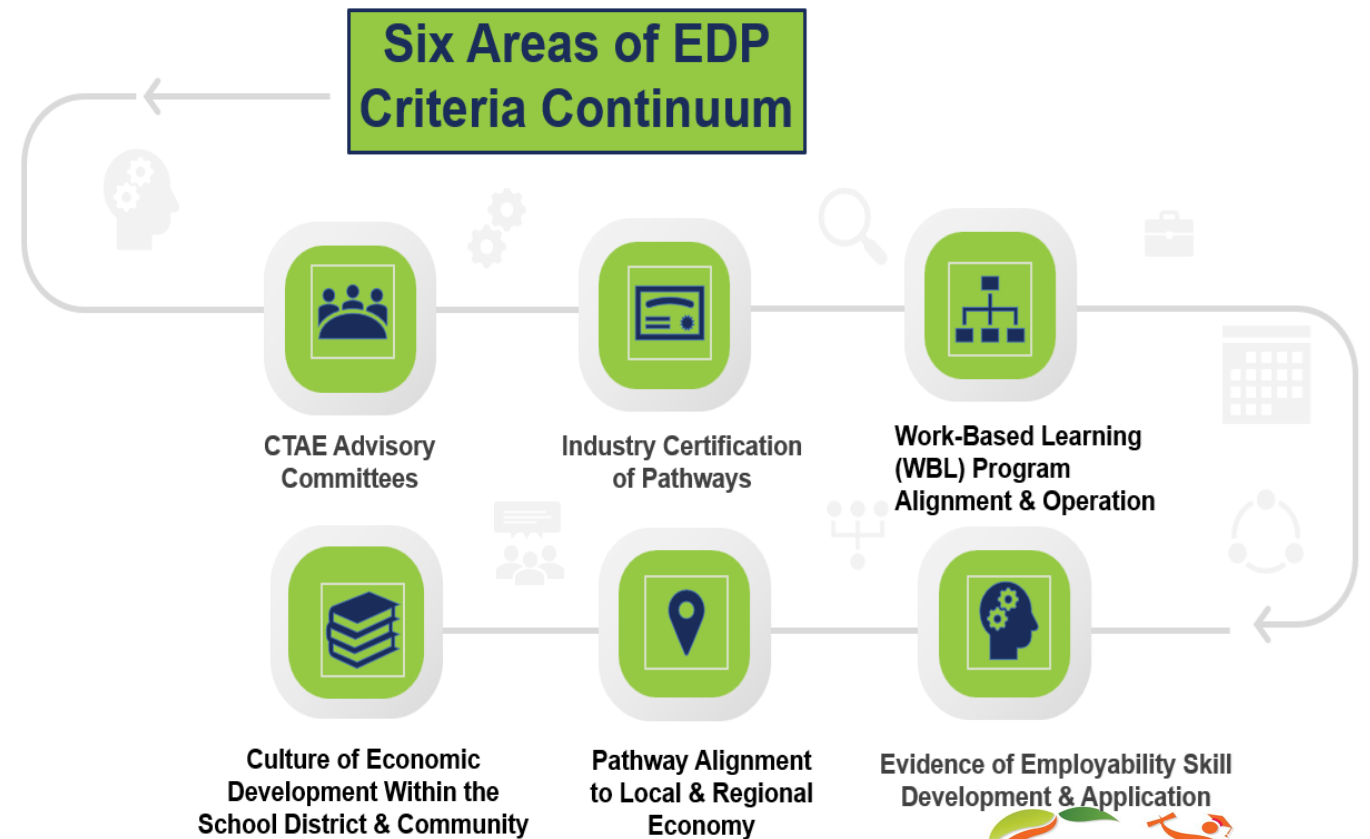 Six Areas of EDP
Criteria Continuum
CTAE Advisory
Committees
Industry Certification
of Pathways
Work-Based Learning
(WBL) Program
Alignment & Operation
Culture of Economic
Development Within the
School District & Community
Pathway Alignment
to Local & Regional
Economy
Evidence of Employability Skill
Development & Application